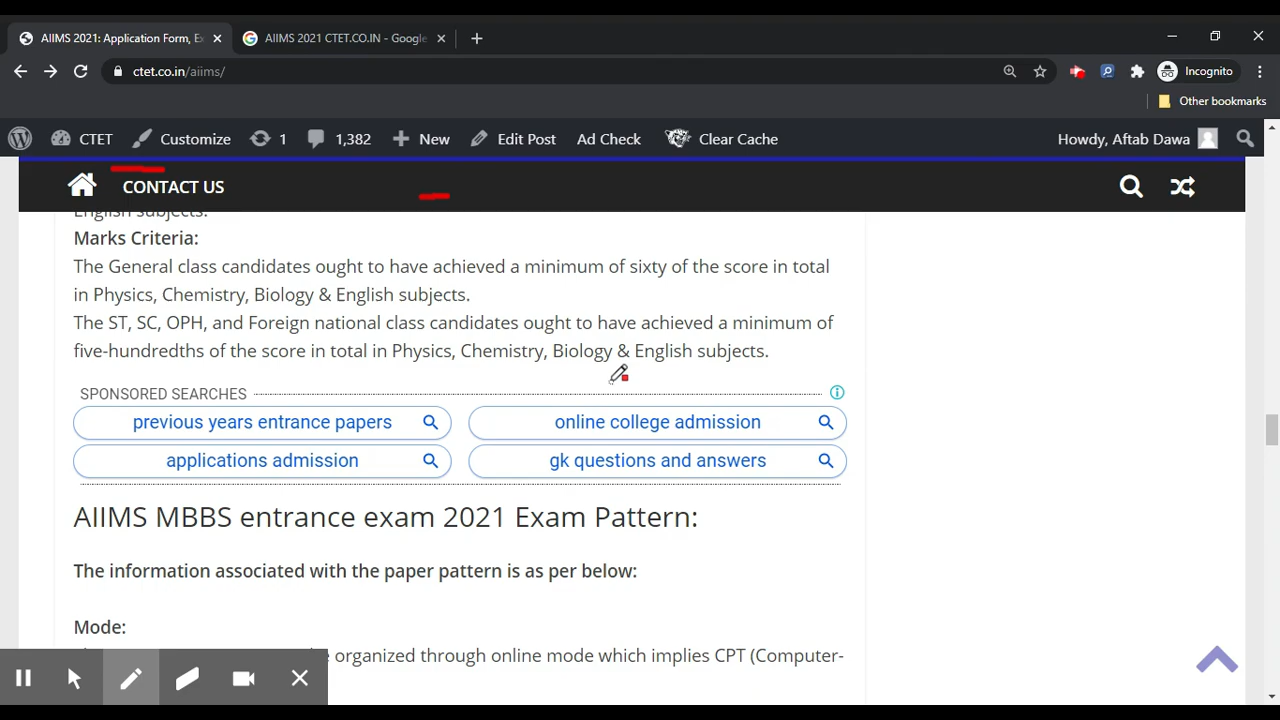 AIIMS 2021: Application Form, Ex
AIIMS 2021 CTET.CO.IN - Google
ctet.co.in/aiims/
Incognito
Other bookmarks
CTET Customize 1 1,382 New Edit Post Ad Check Clear Cache Howdy, Aftab Dawa
CONTACT US
English subjects.
Marks Criteria:
The General class candidates ought to have achieved a minimum of sixty of the score in total
in Physics, Chemistry, Biology & English subjects.
The ST, SC, OPH, and Foreign national class candidates ought to have achieved a minimum of
five-hundredths of the score in total in Physics, Chemistry, Biology & English subjects.
SPONSORED SEARCHES
previous years entrance papers
online college admission
applications admission
gk questions and answers
AIIMS MBBS entrance exam 2021 Exam Pattern:
The information associated with the paper pattern is as per below:
Mode:
organized through online mode which implies CPT (Computer-